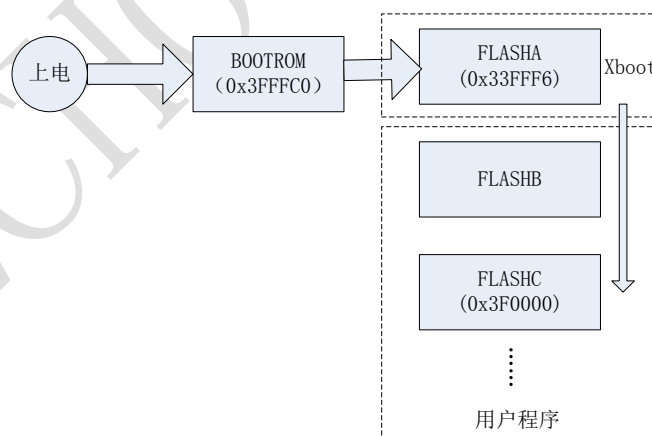 上电
BOOTROM
（0x3FFFC0）
FLASHA
(0x33FFF6)
Xboot
FLASHB
FLASHC
(0x3F0000)
用户程序